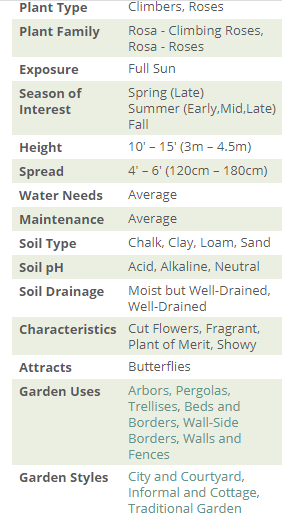 Plant Type Climbers, Roses
Plant Family Rosa - Climbing Roses,
Rosa - Roses
Exposure Full Sun
Season of Spring (Late)
Interest Summer (Early,Mid,Late)
Fall
Height 10' – 15' (3m – 4.5m)
Spread 4' – 6' (120cm – 180cm)
Water Needs Average
Maintenance Average
Soil Type Chalk, Clay, Loam, Sand
Soil pH Acid, Alkaline, Neutral
Soil Drainage Moist but Well-Drained,
Well-Drained
Characteristics Cut Flowers, Fragrant,
Plant of Merit, Showy
Attracts Butterflies
Garden Uses Arbors, Pergolas,
Trellises, Beds and
Borders, Wall-Side
Borders, Walls and
Fences
Garden Styles City and Courtyard,
Informal and Cottage,
Traditional Garden